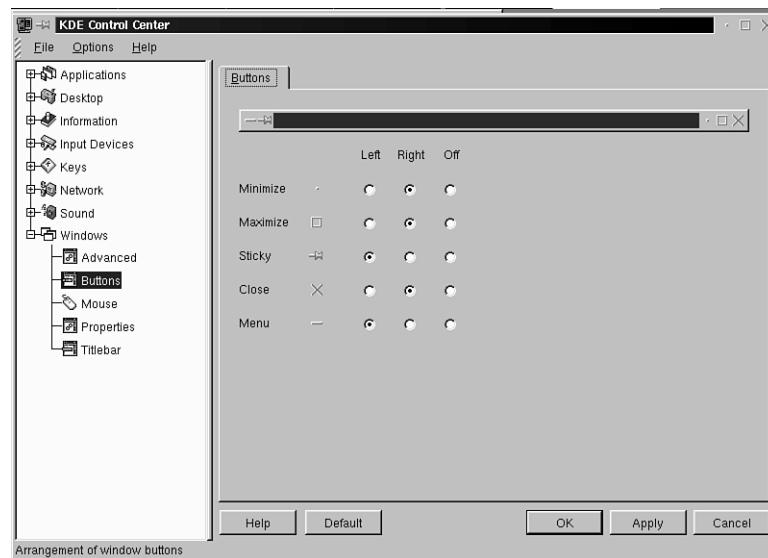 KDE Control Center
File Options Help
Applications
Desktop
Information
Input Devices
Keys
Network
Sound
Windows
Advanced
Buttons
Mouse
Properties
Titlebar
Buttons
Left Right Off
Minimize
Maximize
Sticky
Close
Menu
Help Default OK Apply Cancel
Arrangement of window buttons